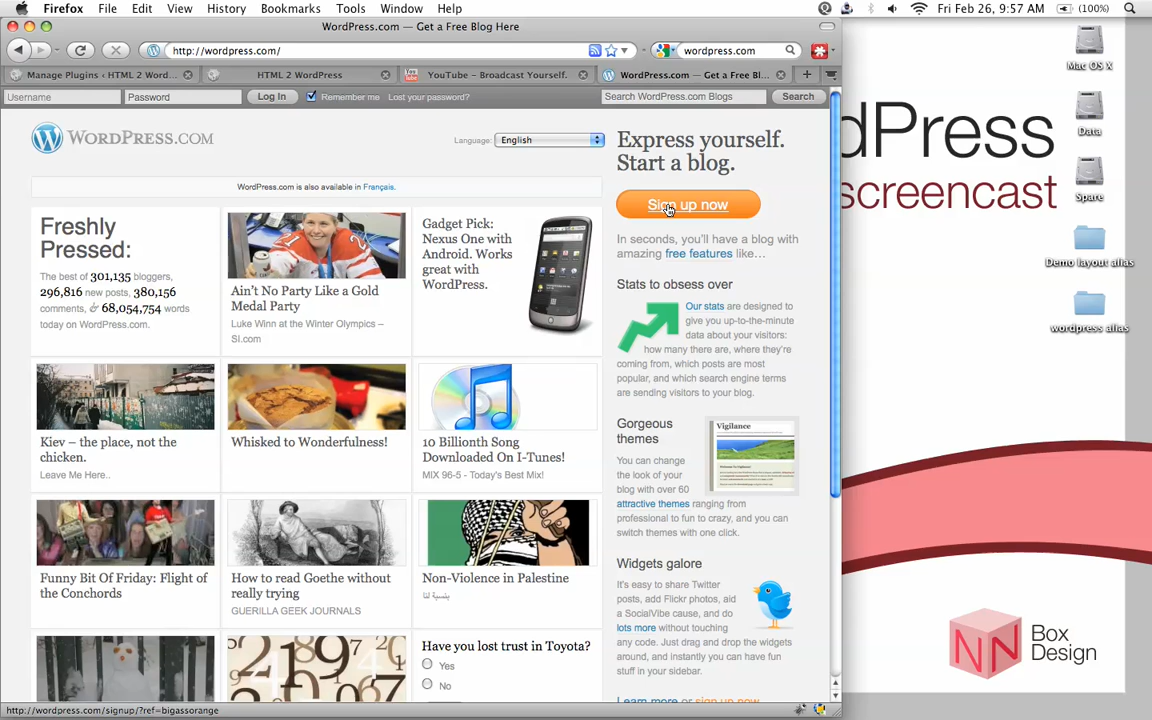 Firefox File Edit View History Bookmarks Tools Window Help
Fri Feb 26, 9:57 AM (100%)
WordPress.com — Get a Free Blog Here
http://wordpress.com/
wordpress.com
Manage Plugins ‹ HTML 2 Word...
HTML 2 WordPress
YouTube – Broadcast Yourself.
WordPress.com — Get a Free Bl...
Username
Password
Log In
Remember me
Lost your password?
Search WordPress.com Blogs
Search
WORDPRESS.COM
Language:
English
WordPress.com is also available in Français.
Freshly
Pressed:
The best of 301,135 bloggers,
296,816 new posts, 380,156
comments, & 68,054,754 words
today on WordPress.com.
Ain't No Party Like a Gold
Medal Party
Luke Winn at the Winter Olympics –
SI.com
Gadget Pick:
Nexus One with
Android. Works
great with
WordPress.
Kiev – the place, not the
chicken.
Leave Me Here..
Whisked to Wonderfulness!
10 Billionth Song
Downloaded On I-Tunes!
MIX 96-5 - Today's Best Mix!
Funny Bit Of Friday: Flight of
the Conchords
How to read Goethe without
really trying
GUERILLA GEEK JOURNALS
Non-Violence in Palestine
21 9
4
Have you lost trust in Toyota?
Yes
No
Express yourself.
Start a blog.
Sign up now
In seconds, you'll have a blog with
amazing free features like…
Stats to obsess over
Our stats are designed to
give you up-to-the-minute
data about your visitors:
how many there are, where they're
coming from, which posts are most
popular, and which search engine terms
are sending visitors to your blog.
Gorgeous
themes
Vigilance
You can change
the look of your
blog with over 60
attractive themes ranging from
professional to fun to crazy, and you can
switch themes with one click.
Widgets galore
It's easy to share Twitter
posts, add Flickr photos, aid
a SocialVibe cause, and do
lots more without touching
any code. Just drag and drop the widgets
around, and instantly you can have fun
stuff in your sidebar.
Learn more or sign up now
http://wordpress.com/signup/?ref=bigassorange
dPress
screencast
Mac OS X
Data
Spare
Demo layout alias
wordpress alias
NN
Box
Design